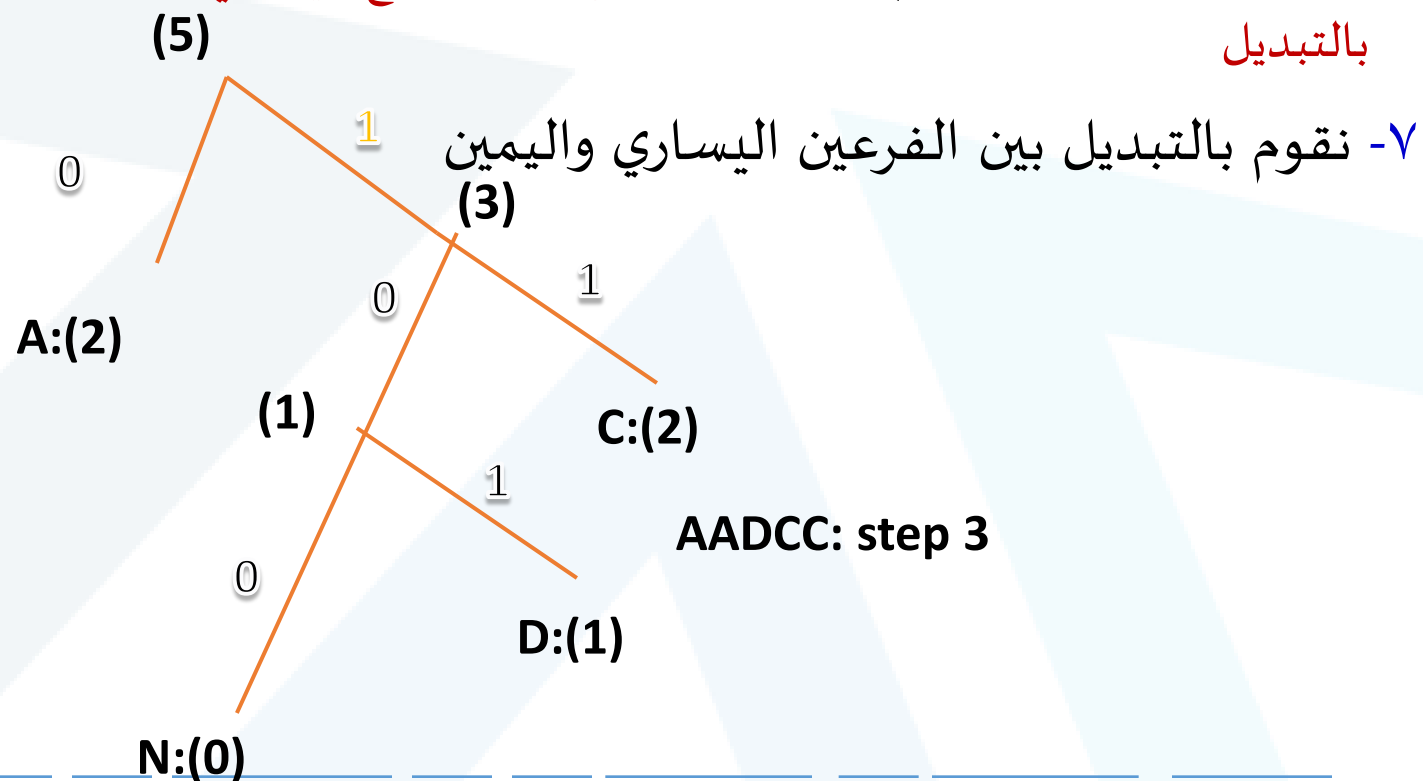 بالتبديل
٧- نقوم بالتبديل بين الفرعين اليساري واليمين
(5)
1
0
(3)
1
0
A:(2)
(1)
C:(2)
1
AADCC: step 3
0
D:(1)
N:(0)